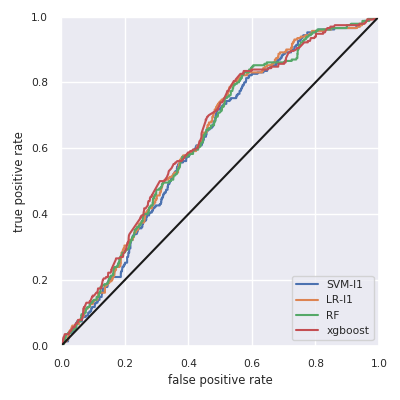 1.0
0.8
0.6
0.4
0.2
0.0
true positive rate
0.0 0.2 0.4 0.6 0.8 1.0
false positive rate
SVM-l1
LR-l1
RF
xgboost